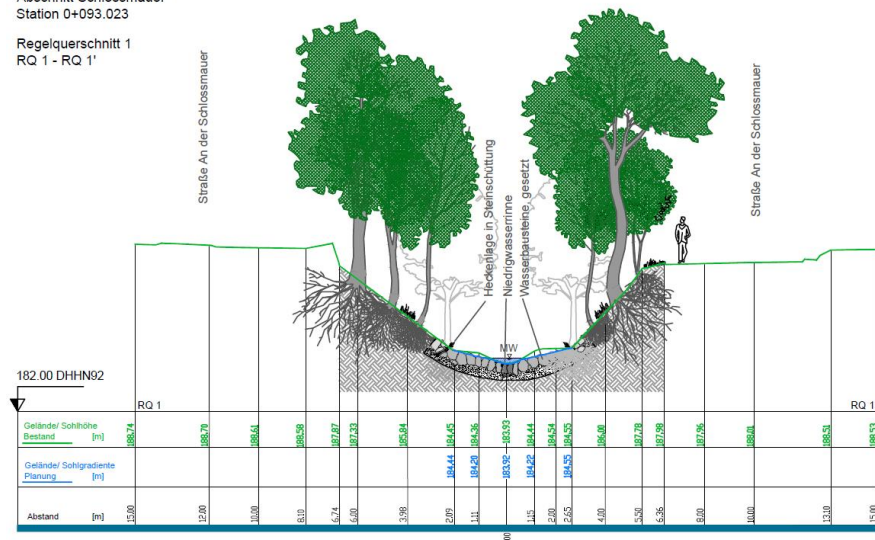 Abschnitt Schlossmauer
Station 0+093.023
Regelquerschnitt 1
RQ 1 - RQ 1'
Straße An der Schlossmauer
Heckenlage in Steinschüttung
Niedrigwasserrinne
Wasserbausteine, gesetzt
Straße An der Schlossmauer
MW
182.00 DHHN92
RQ 1
RQ 1
Gelände/ Sohlhöhe
Bestand [m]
188,74 188,70 188,61 188,58 187,87 187,33 185,84 184,45 184,36 183,93 184,44 184,54 184,55 186,00 187,78 187,98 187,96 188,01 188,51 188,53
Gelände/ Sohlgradiente
Planung [m]
184,44 184,20 183,92 184,22 184,55
Abstand [m]
15,00 12,00 10,00 8,10 6,74 6,00 3,98 2,09 1,11 1,15 2,00 2,65 4,00 5,50 6,36 8,00 10,00 13,10 15,00